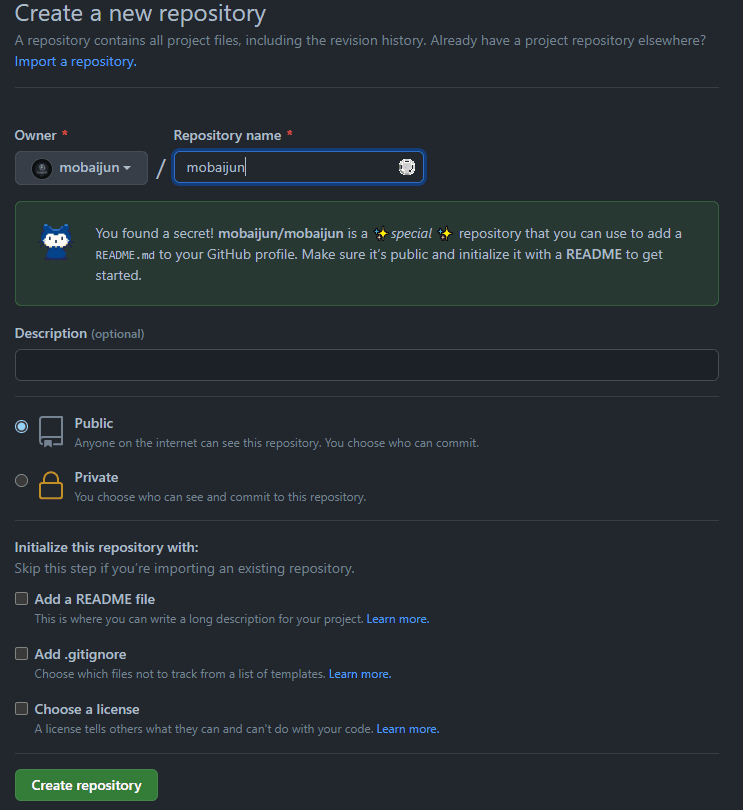 Create a new repository
A repository contains all project files, including the revision history. Already have a project repository elsewhere?
Import a repository.
Owner * Repository name *
mobaijun / mobaijun
You found a secret! mobaijun/mobaijun is a ✨ special ✨ repository that you can use to add a
README.md to your GitHub profile. Make sure it's public and initialize it with a README to get
started.
Description (optional)
Public
Anyone on the internet can see this repository. You choose who can commit.
Private
You choose who can see and commit to this repository.
Initialize this repository with:
Skip this step if you're importing an existing repository.
Add a README file
This is where you can write a long description for your project. Learn more.
Add .gitignore
Choose which files not to track from a list of templates. Learn more.
Choose a license
A license tells others what they can and can't do with your code. Learn more.
Create repository